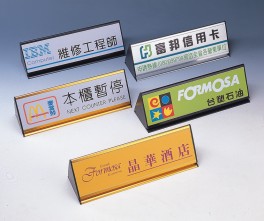 IBM 維修工程師
Computer
富邦信用卡
本櫃暫停
NEXT COUNTER PLEASE
FORMOSA
台塑石油
Formosa 晶華酒店